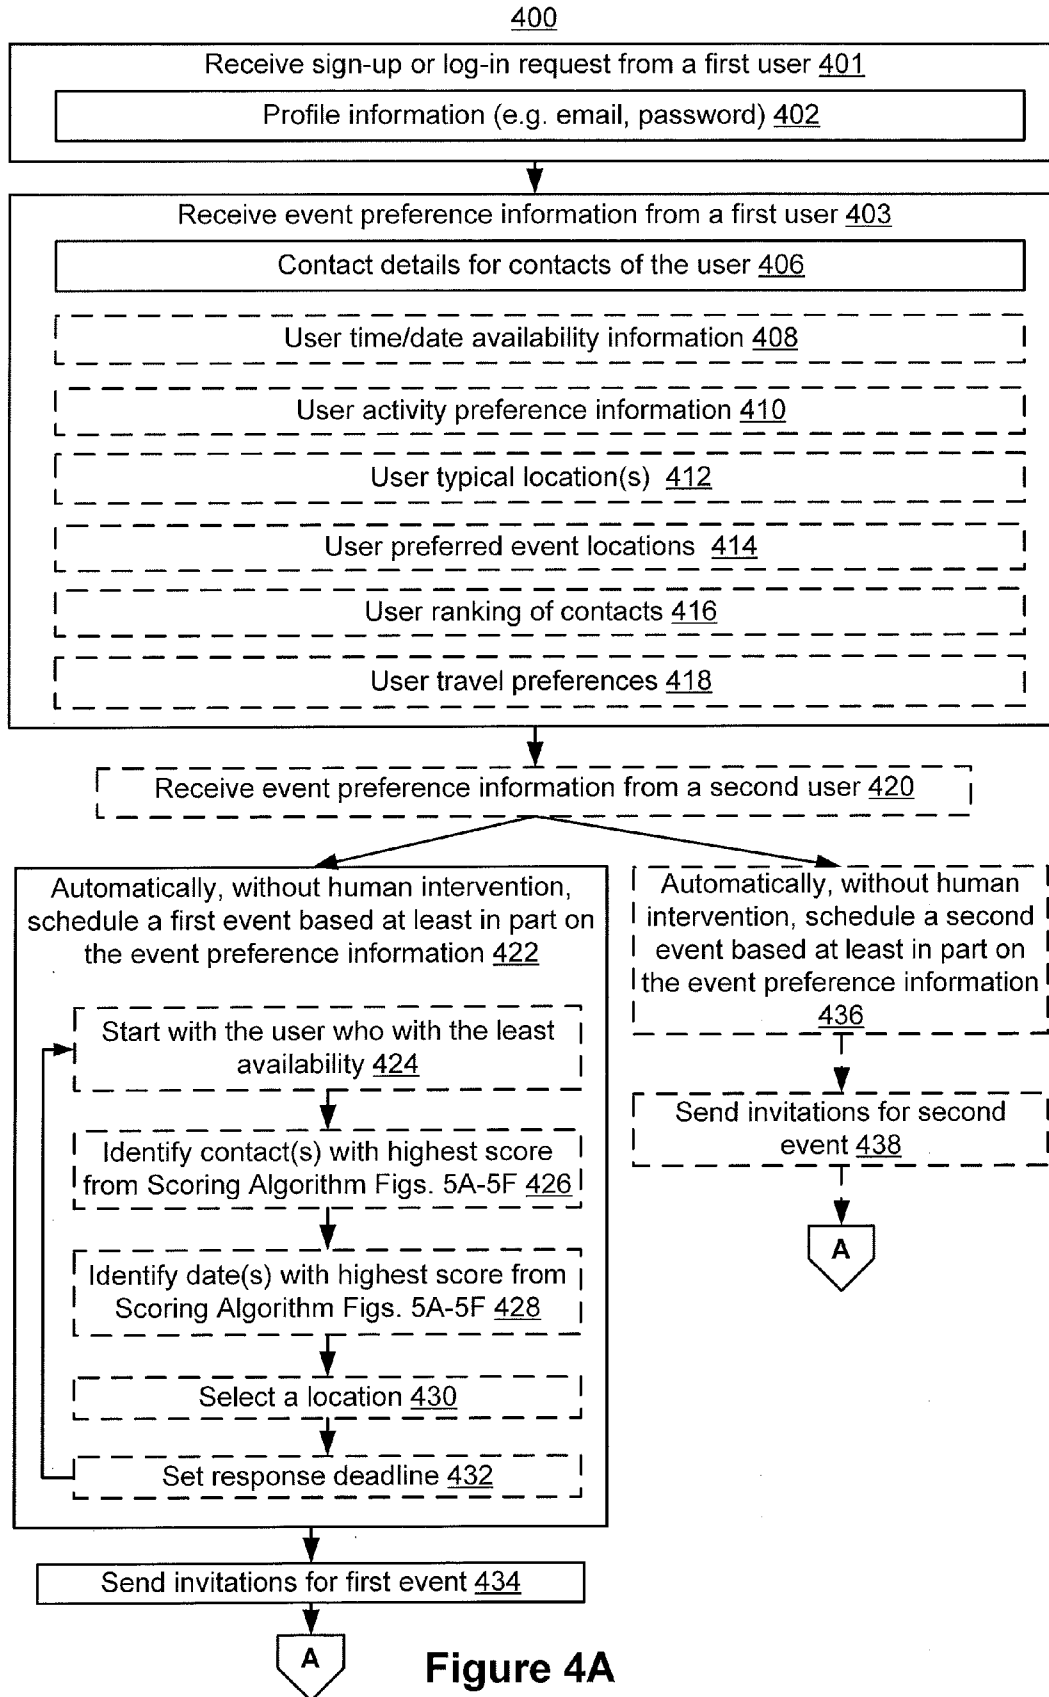 400
Receive sign-up or log-in request from a first user 401
Profile information (e.g. email, password) 402
Receive event preference information from a first user 403
Contact details for contacts of the user 406
User time/date availability information 408
User activity preference information 410
User typical location(s) 412
User preferred event locations 414
User ranking of contacts 416
User travel preferences 418
Receive event preference information from a second user 420
Automatically, without human intervention,
schedule a first event based at least in part on
the event preference information 422
Start with the user who with the least
availability 424
Identify contact(s) with highest score
from Scoring Algorithm Figs. 5A-5F 426
Identify date(s) with highest score from
Scoring Algorithm Figs. 5A-5F 428
Select a location 430
Set response deadline 432
Send invitations for first event 434
A
Automatically, without human
intervention, schedule a second
event based at least in part on
the event preference information
436
Send invitations for second
event 438
A
Figure 4A